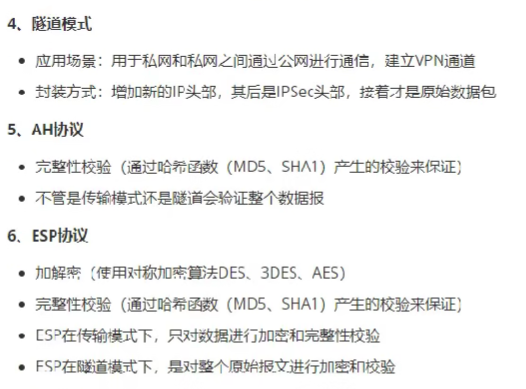 4、隧道模式
• 应用场景：用于私网和私网之间通过公网进行通信，建立VPN通道
• 封装方式：增加新的IP头部，其后是IPSec头部，接着才是原始数据包
5、AH协议
• 完整性校验（通过哈希函数（MD5、SHA1）产生的校验来保证）
• 不管是传输模式还是隧道会验证整个数据报
6、ESP协议
• 加解密（使用对称加密算法DES、3DES、AES）
• 完整性校验（通过哈希函数（MD5、SHA1）产生的校验来保证）
• ESP在传输模式下，只对数据进行加密和完整性校验
• ESP在隧道模式下，是对整个原始报文进行加密和校验